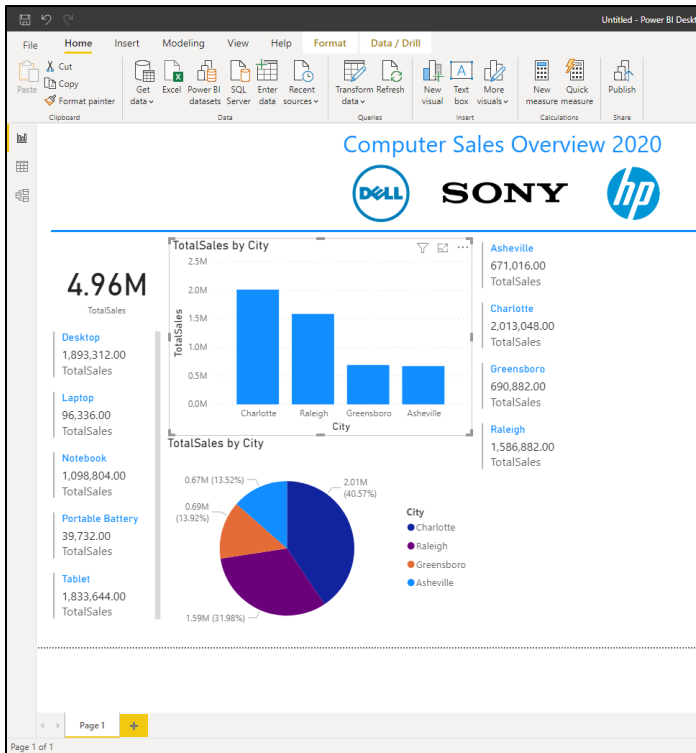 Untitled - Power BI Deskt
File Home Insert Modeling View Help Format Data / Drill
Paste
Cut
Copy
Format painter
Clipboard
Get data
Excel
Power BI datasets
SQL Server
Enter data
Recent sources
Data
Transform data
Refresh
Queries
New visual
Text box
More visuals
Insert
New measure
Quick measure
Calculations
Publish
Share
Computer Sales Overview 2020
DELL SONY hp
4.96M
TotalSales
Desktop
1,893,312.00
TotalSales
Laptop
96,336.00
TotalSales
Notebook
1,098,804.00
TotalSales
Portable Battery
39,732.00
TotalSales
Tablet
1,833,644.00
TotalSales
TotalSales by City
TotalSales
2.5M
2.0M
1.5M
1.0M
0.5M
0.0M
Charlotte Raleigh Greensboro Asheville
City
Asheville
671,016.00
TotalSales
Charlotte
2,013,048.00
TotalSales
Greensboro
690,882.00
TotalSales
Raleigh
1,586,882.00
TotalSales
TotalSales by City
0.67M (13.52%)
0.69M
(13.92%)
2.01M
(40.57%)
1.59M (31.98%)
City
Charlotte
Raleigh
Greensboro
Asheville
Page 1
Page 1 of 1